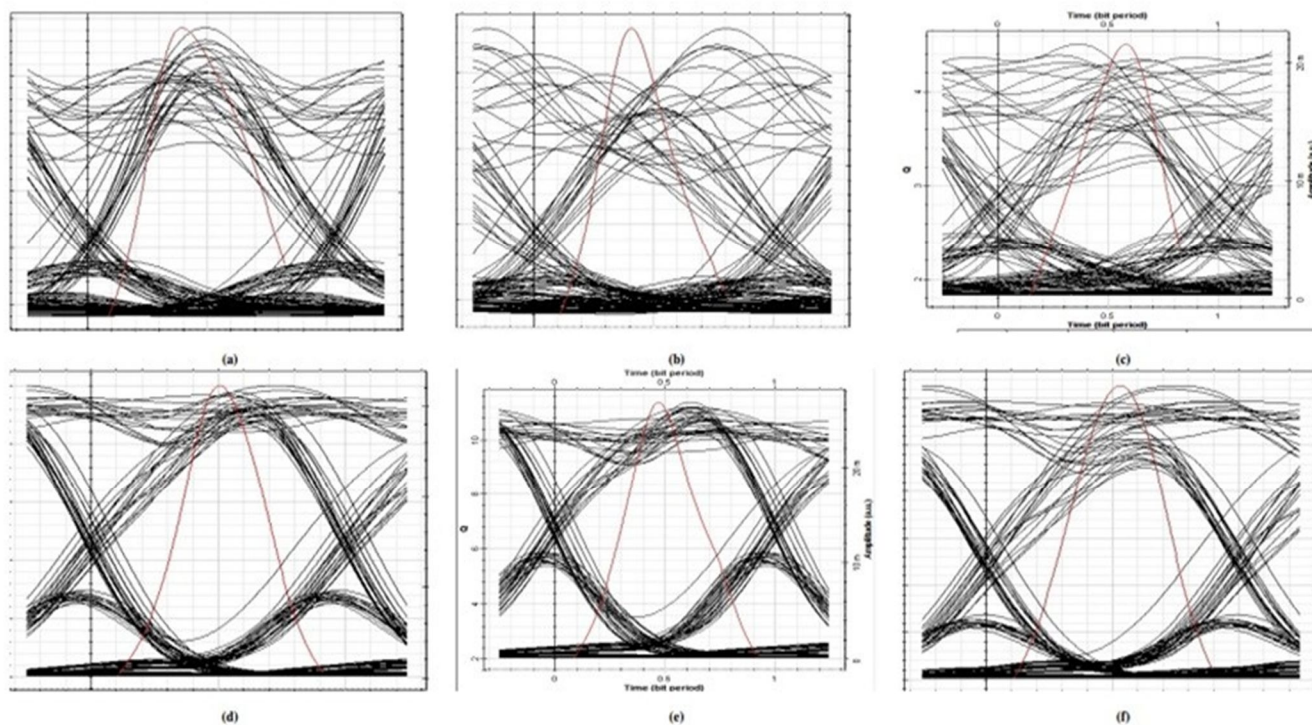 Time (bit period)
0
0.5
1
4
3
2
Q
20 m
10 m
0
Amplitude (a.u.)
0
0.5
1
Time (bit period)
(a)
(b)
(c)
Time (bit period)
0
0.5
1
10
8
6
4
2
Q
20 m
10 m
0
Amplitude (a.u.)
0
0.5
1
Time (bit period)
(d)
(e)
(f)